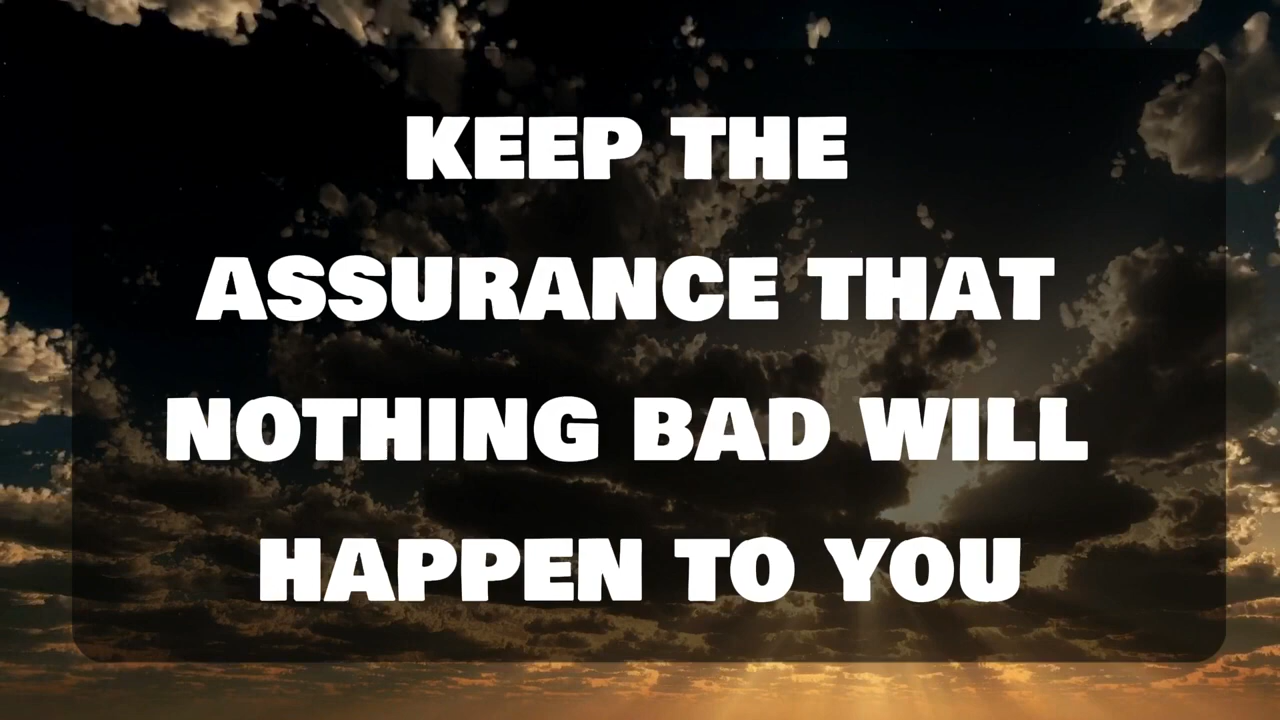 KEEP THE
ASSURANCE THAT
NOTHING BAD WILL
HAPPEN TO YOU